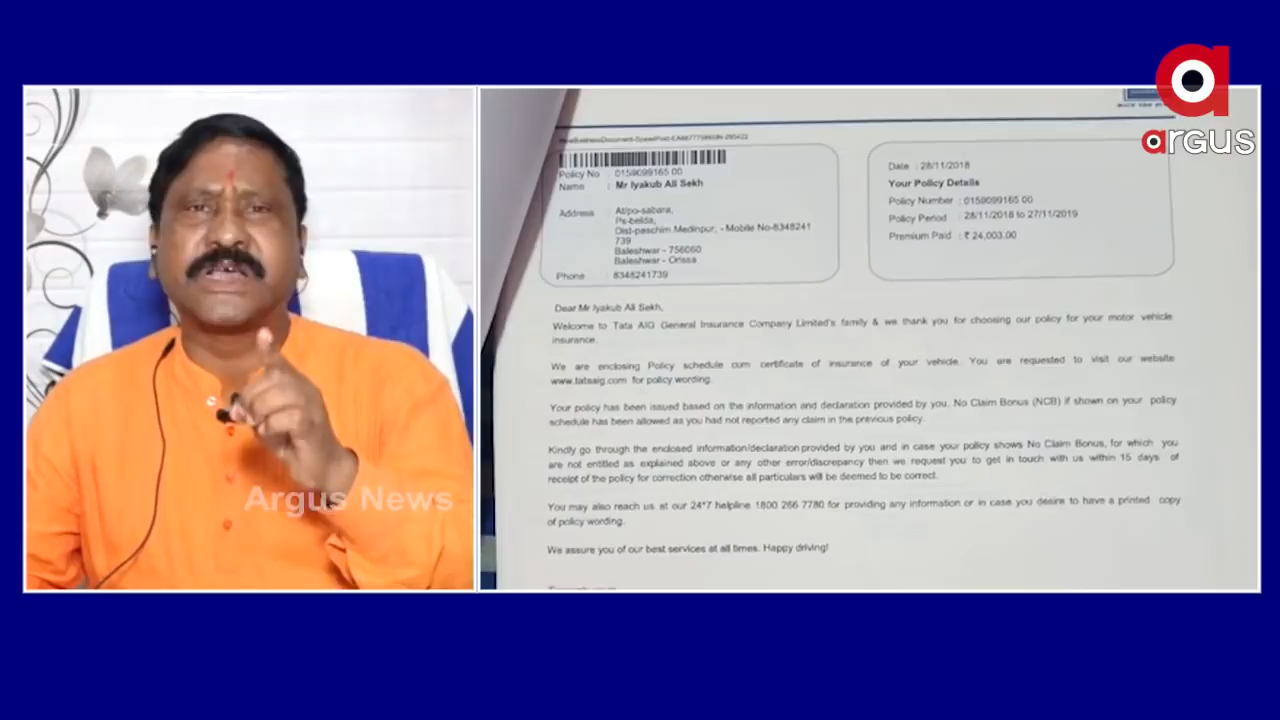 argus
Argus News
Policy No : 0159099165 00
Name : Mr Iyakub Ali Sekh
Address : At/po-sabara,
Ps-belda,
Dist-paschim Medinpur, - Mobile No-8348241
739
Baleshwar - 756060
Baleshwar - Orissa
Phone : 8348241739
Date : 28/11/2018
Your Policy Details
Policy Number : 0159099165 00
Policy Period : 28/11/2018 to 27/11/2019
Premium Paid : ₹ 24,003.00
Dear Mr Iyakub Ali Sekh,
Welcome to Tata AIG General Insurance Company Limited's family & we thank you for choosing our policy for your motor vehicle
insurance.
We are enclosing Policy schedule cum certificate of insurance of your vehicle. You are requested to visit our website
www.tataaig.com for policy wording.
Your policy has been issued based on the information and declaration provided by you. No Claim Bonus (NCB) if shown on your policy
schedule has been allowed as you had not reported any claim in the previous policy.
Kindly go through the enclosed information/declaration provided by you and in case your policy shows No Claim Bonus, for which you
are not entitled as explained above or any other error/discrepancy then we request you to get in touch with us within 15 days of
receipt of the policy for correction otherwise all particulars will be deemed to be correct.
You may also reach us at our 24*7 helpline 1800 266 7780 for providing any information or in case you desire to have a printed copy
of policy wording.
We assure you of our best services at all times. Happy driving!